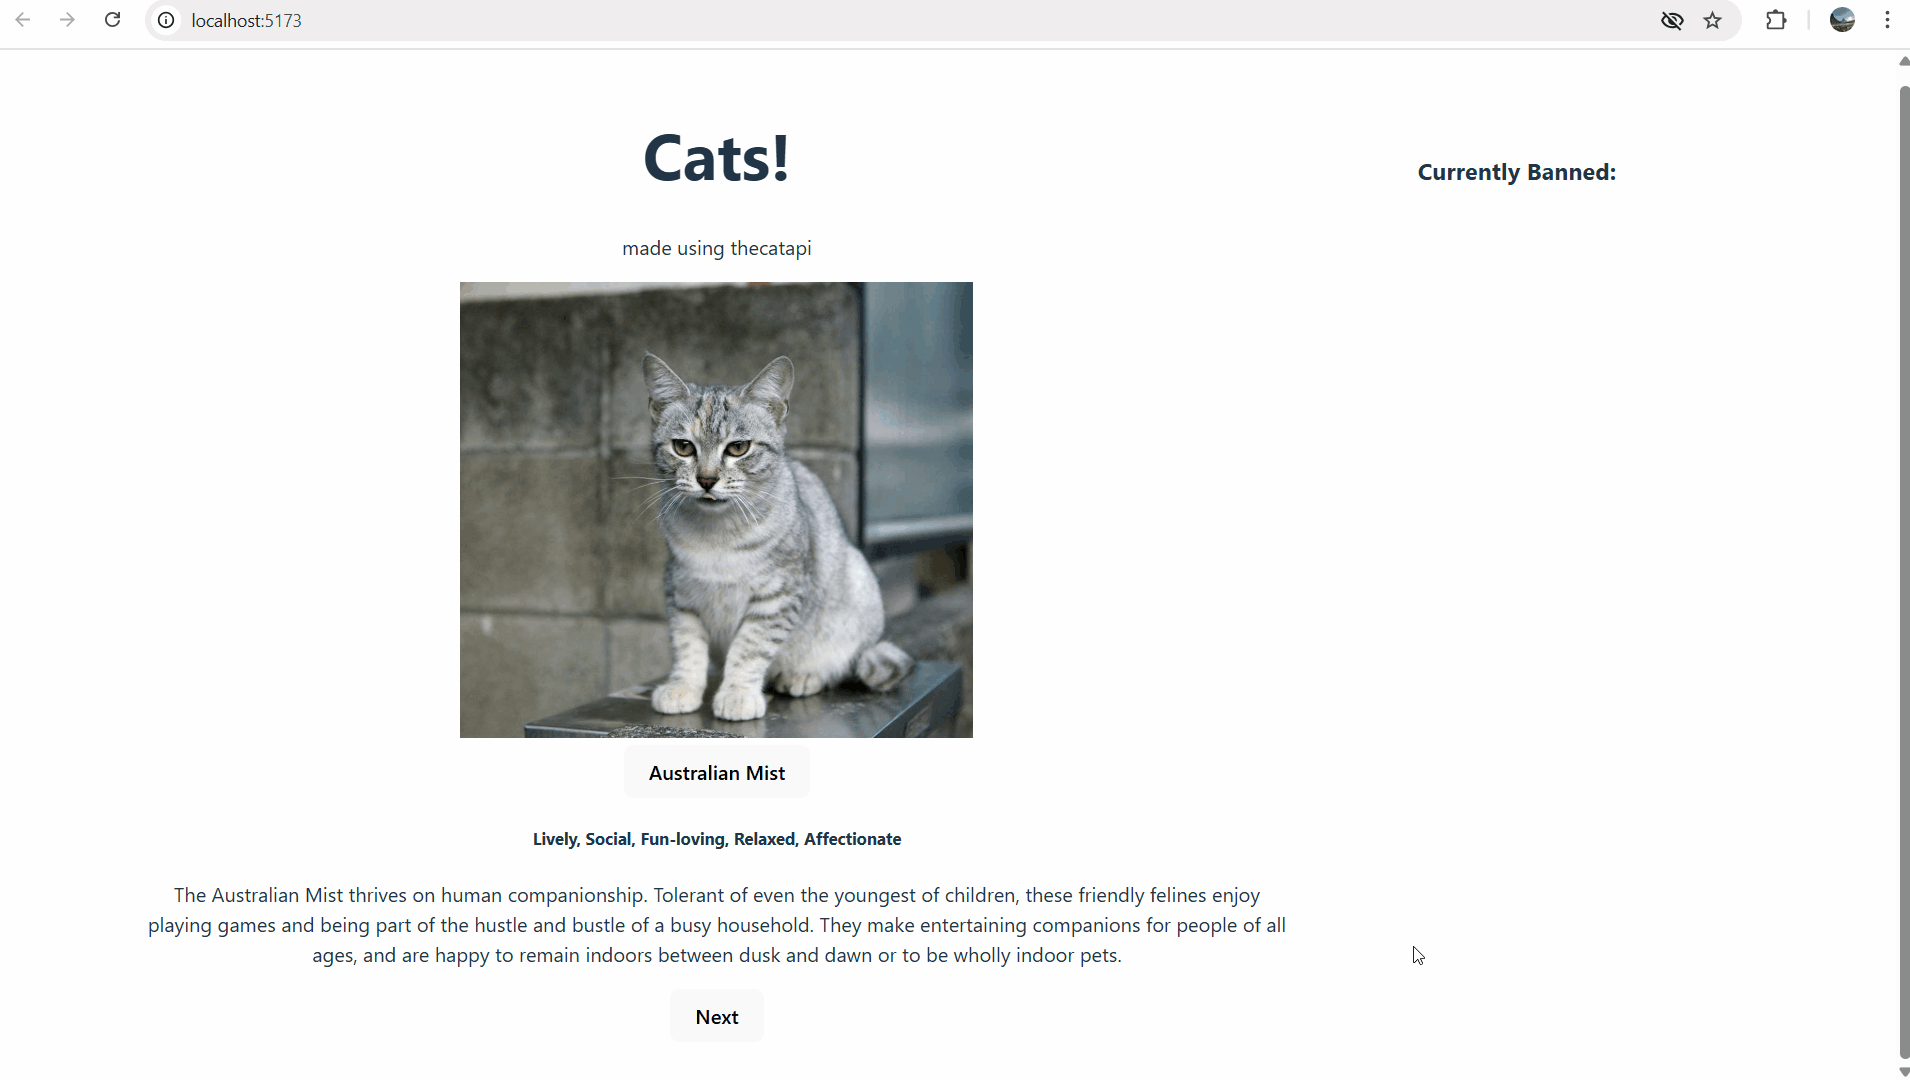 localhost:5173
Cats!
Currently Banned:
made using thecatapi
Australian Mist
Lively, Social, Fun-loving, Relaxed, Affectionate
The Australian Mist thrives on human companionship. Tolerant of even the youngest of children, these friendly felines enjoy
playing games and being part of the hustle and bustle of a busy household. They make entertaining companions for people of all
ages, and are happy to remain indoors between dusk and dawn or to be wholly indoor pets.
Next